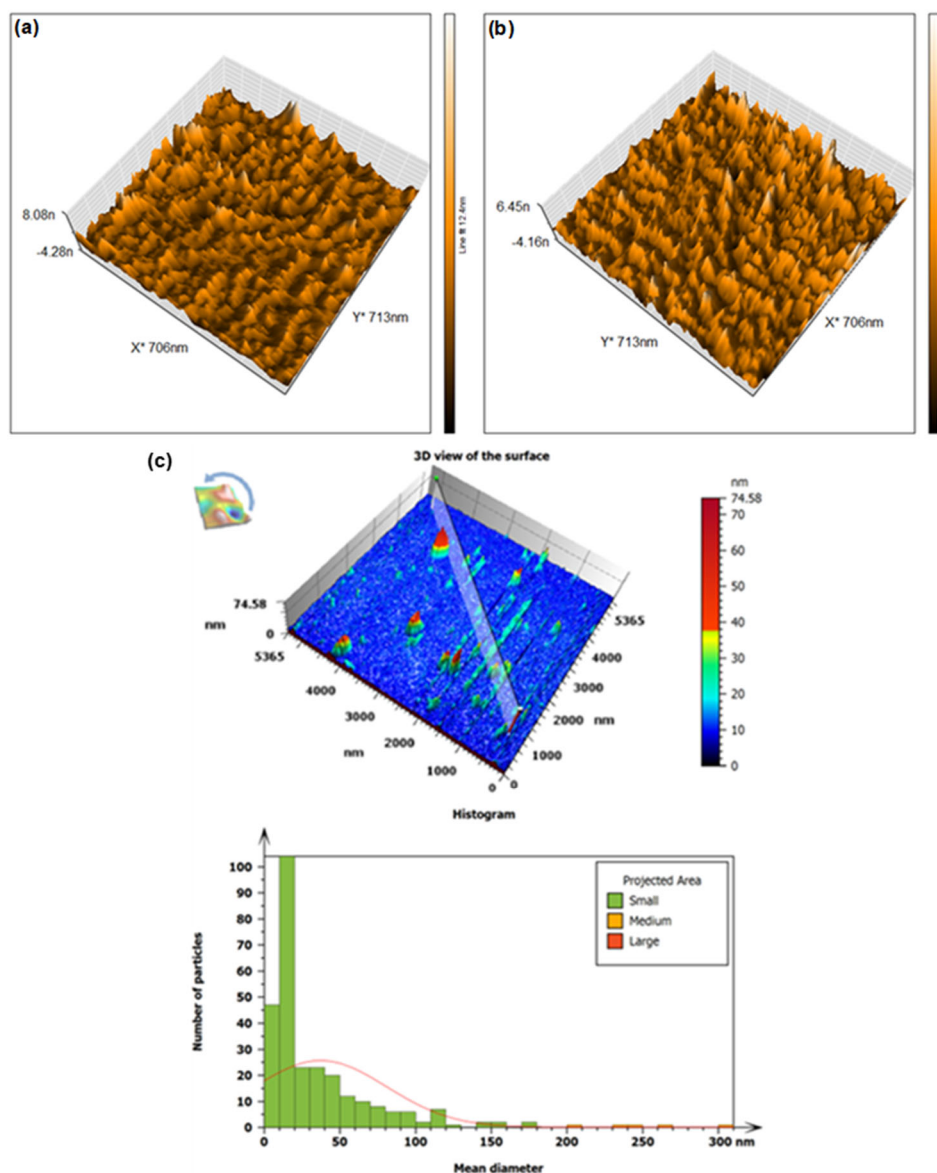 (a)
8.08n
-4.28n
X* 706nm
Y* 713nm
Line fit 12.4nm
(b)
6.45n
-4.16n
Y* 713nm
X* 706nm
(c)
3D view of the surface
74.58
nm
0
5365
4000
3000
nm
2000
1000
0
0
1000
2000
nm
3000
4000
5365
nm
74.58
70
60
50
40
30
20
10
0
Histogram
Number of particles
100
90
80
70
60
50
40
30
20
10
0
Projected Area
Small
Medium
Large
0
50
100
150
200
250
300 nm
Mean diameter